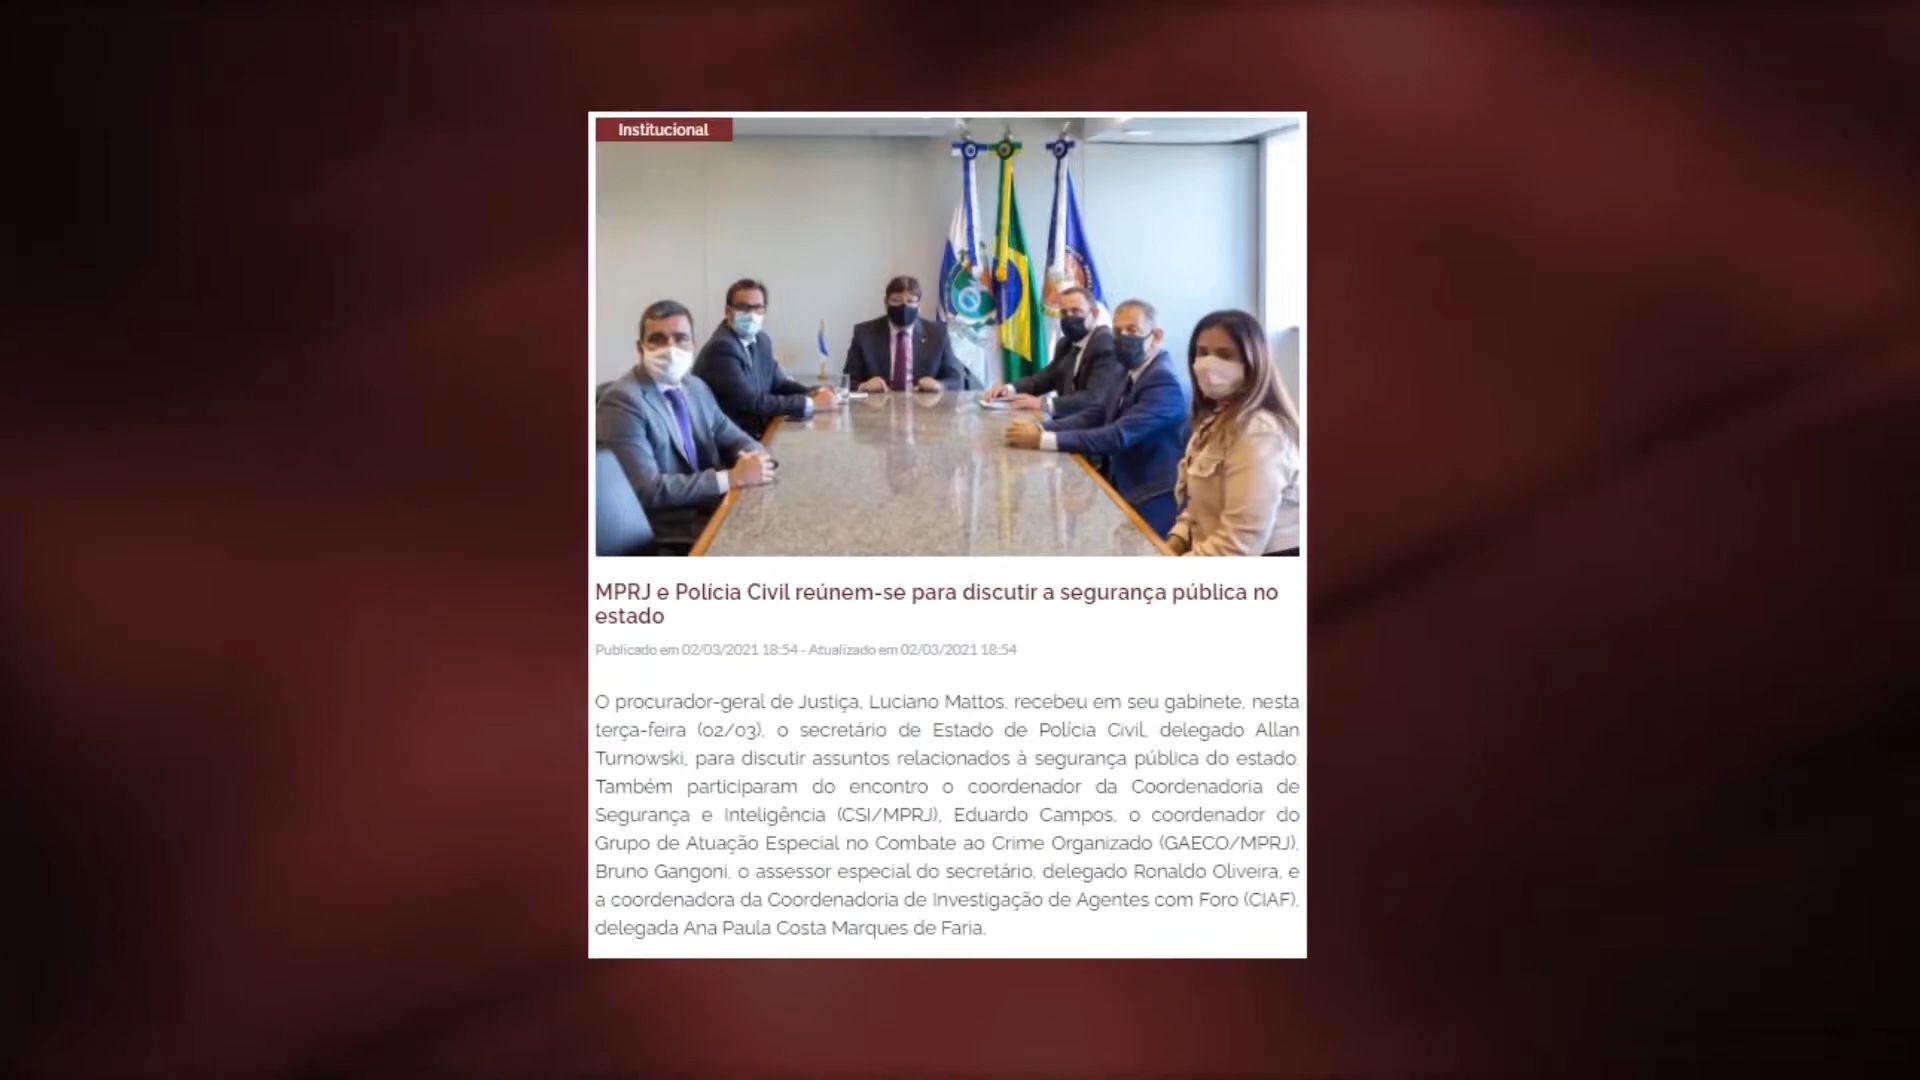 Institucional
MPRJ e Polícia Civil reúnem-se para discutir a segurança pública no
estado
Publicado em 02/03/2021 18:54 - Atualizado em 02/03/2021 18:54
O procurador-geral de Justiça, Luciano Mattos, recebeu em seu gabinete, nesta
terça-feira (02/03), o secretário de Estado de Polícia Civil, delegado Allan
Turnowski, para discutir assuntos relacionados à segurança pública do estado.
Também participaram do encontro o coordenador da Coordenadoria de
Segurança e Inteligência (CSI/MPRJ), Eduardo Campos, o coordenador do
Grupo de Atuação Especial no Combate ao Crime Organizado (GAECO/MPRJ),
Bruno Gangoni, o assessor especial do secretário, delegado Ronaldo Oliveira, e
a coordenadora da Coordenadoria de Investigação de Agentes com Foro (CIAF),
delegada Ana Paula Costa Marques de Faria.